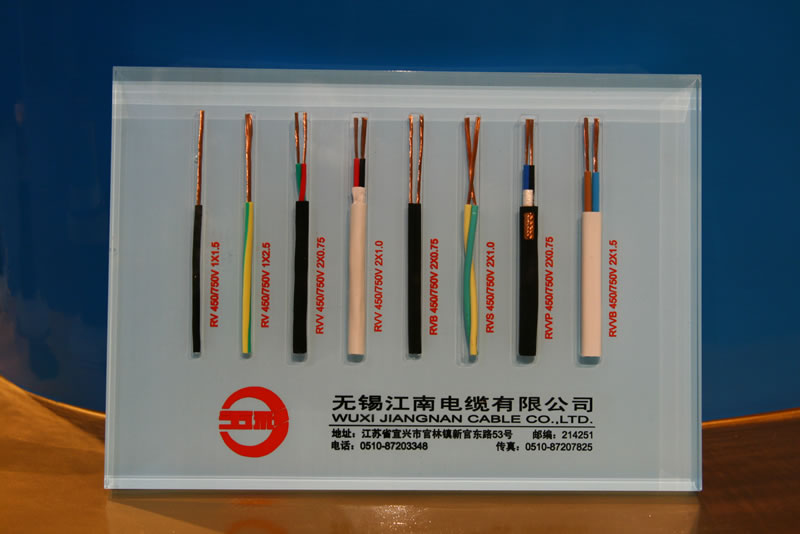 RV 450/750V 1X1.5
RV 450/750V 1X2.5
RVV 450/750V 2X0.75
RVV 450/750V 2X1.0
RVB 450/750V 2X0.75
RVS 450/750V 2X1.0
RVVP 450/750V 2X0.75
RVVB 450/750V 2X1.5
五彩
无锡江南电缆有限公司
WUXI JIANGNAN CABLE CO.,LTD.
地址：江苏省宜兴市官林镇新官东路53号 邮编：214251
电话：0510-87203348 传真：0510-87207825